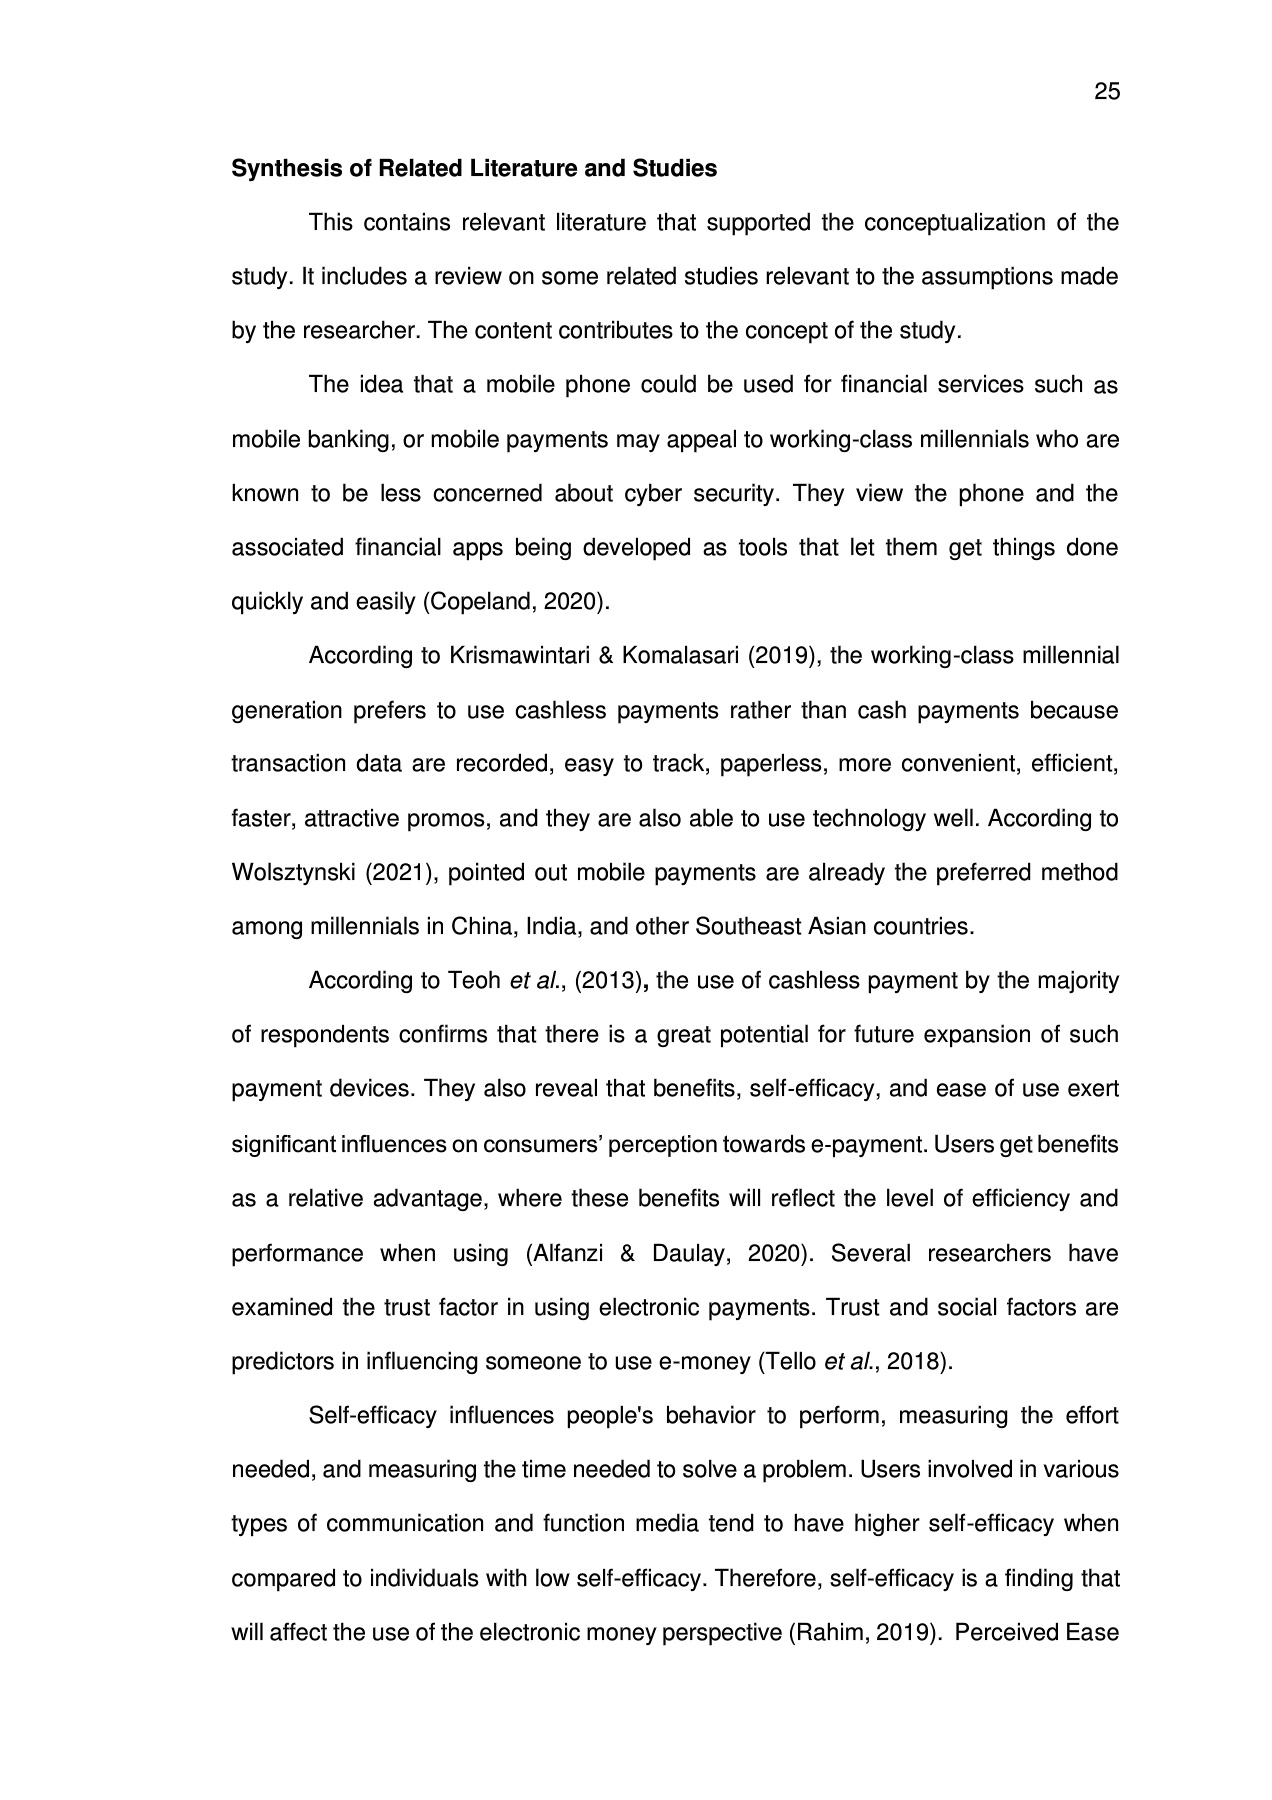 25
Synthesis of Related Literature and Studies
This contains relevant literature that supported the conceptualization of the
study. It includes a review on some related studies relevant to the assumptions made
by the researcher. The content contributes to the concept of the study.
The idea that a mobile phone could be used for financial services such as
mobile banking, or mobile payments may appeal to working-class millennials who are
known to be less concerned about cyber security. They view the phone and the
associated financial apps being developed as tools that let them get things done
quickly and easily (Copeland, 2020).
According to Krismawintari & Komalasari (2019), the working-class millennial
generation prefers to use cashless payments rather than cash payments because
transaction data are recorded, easy to track, paperless, more convenient, efficient,
faster, attractive promos, and they are also able to use technology well. According to
Wolsztynski (2021), pointed out mobile payments are already the preferred method
among millennials in China, India, and other Southeast Asian countries.
According to Teoh et al., (2013), the use of cashless payment by the majority
of respondents confirms that there is a great potential for future expansion of such
payment devices. They also reveal that benefits, self-efficacy, and ease of use exert
significant influences on consumers’ perception towards e-payment. Users get benefits
as a relative advantage, where these benefits will reflect the level of efficiency and
performance when using (Alfanzi & Daulay, 2020). Several researchers have
examined the trust factor in using electronic payments. Trust and social factors are
predictors in influencing someone to use e-money (Tello et al., 2018).
Self-efficacy influences people's behavior to perform, measuring the effort
needed, and measuring the time needed to solve a problem. Users involved in various
types of communication and function media tend to have higher self-efficacy when
compared to individuals with low self-efficacy. Therefore, self-efficacy is a finding that
will affect the use of the electronic money perspective (Rahim, 2019).  Perceived Ease